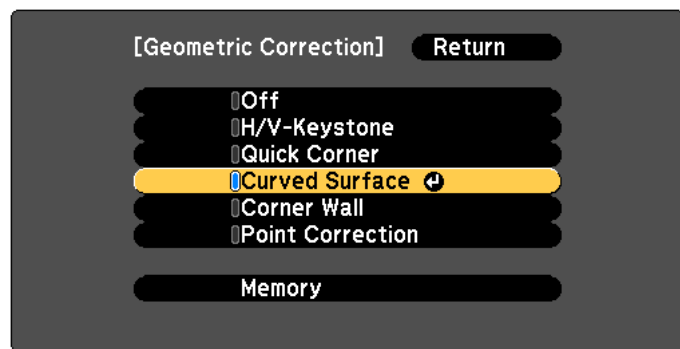 [Geometric Correction] Return
Off
H/V-Keystone
Quick Corner
Curved Surface
Corner Wall
Point Correction
Memory